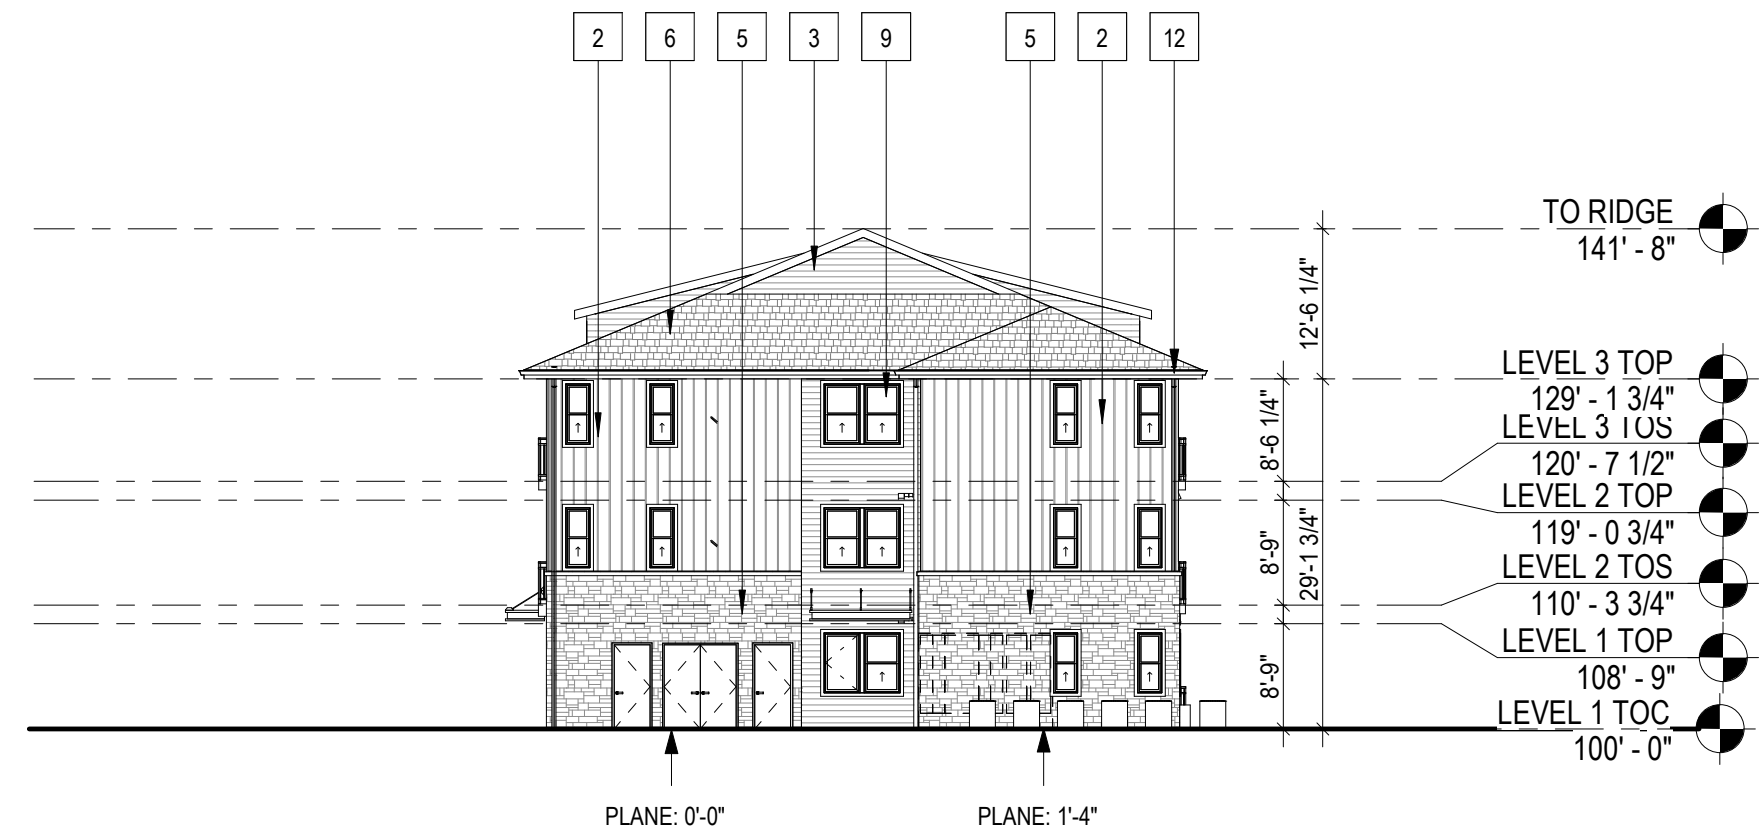 2 6 5 3 9 5 2 12
TO RIDGE
141' - 8"
12'-6 1/4"
LEVEL 3 TOP
129' - 1 3/4"
8'-6 1/4"
LEVEL 3 TOS
120' - 7 1/2"
LEVEL 2 TOP
119' - 0 3/4"
8'-9"
29'-1 3/4"
LEVEL 2 TOS
110' - 3 3/4"
LEVEL 1 TOP
108' - 9"
8'-9"
LEVEL 1 TOC
100' - 0"
PLANE: 0'-0"
PLANE: 1'-4"